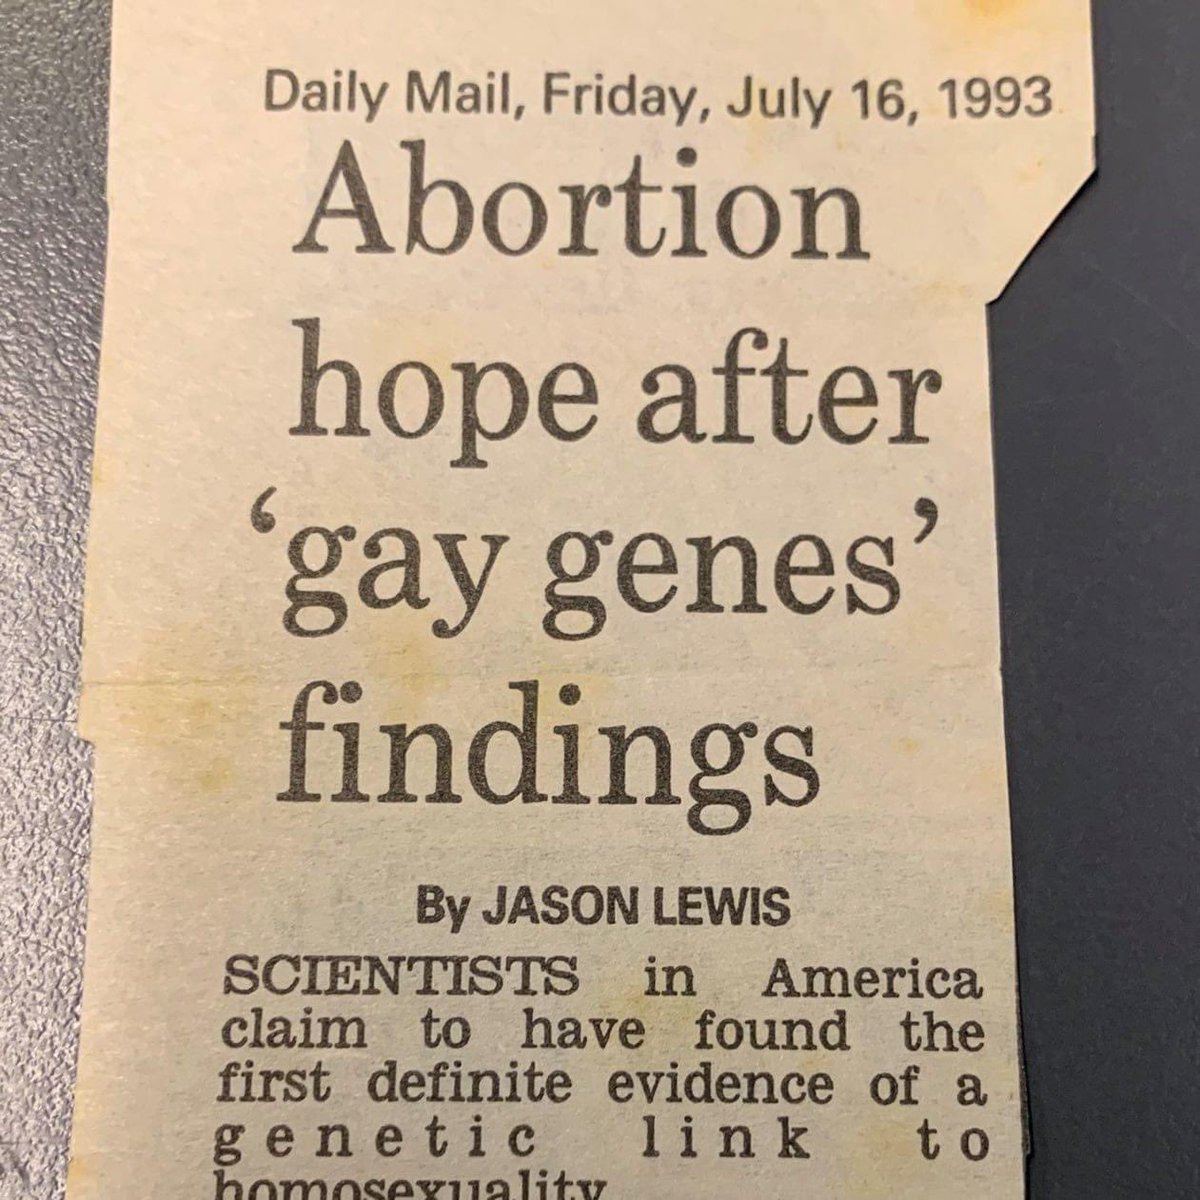 Daily Mail, Friday, July 16, 1993
Abortion
hope after
‘gay genes’
findings
By JASON LEWIS
SCIENTISTS in America
claim to have found the
first definite evidence of a
genetic link to
homosexuality